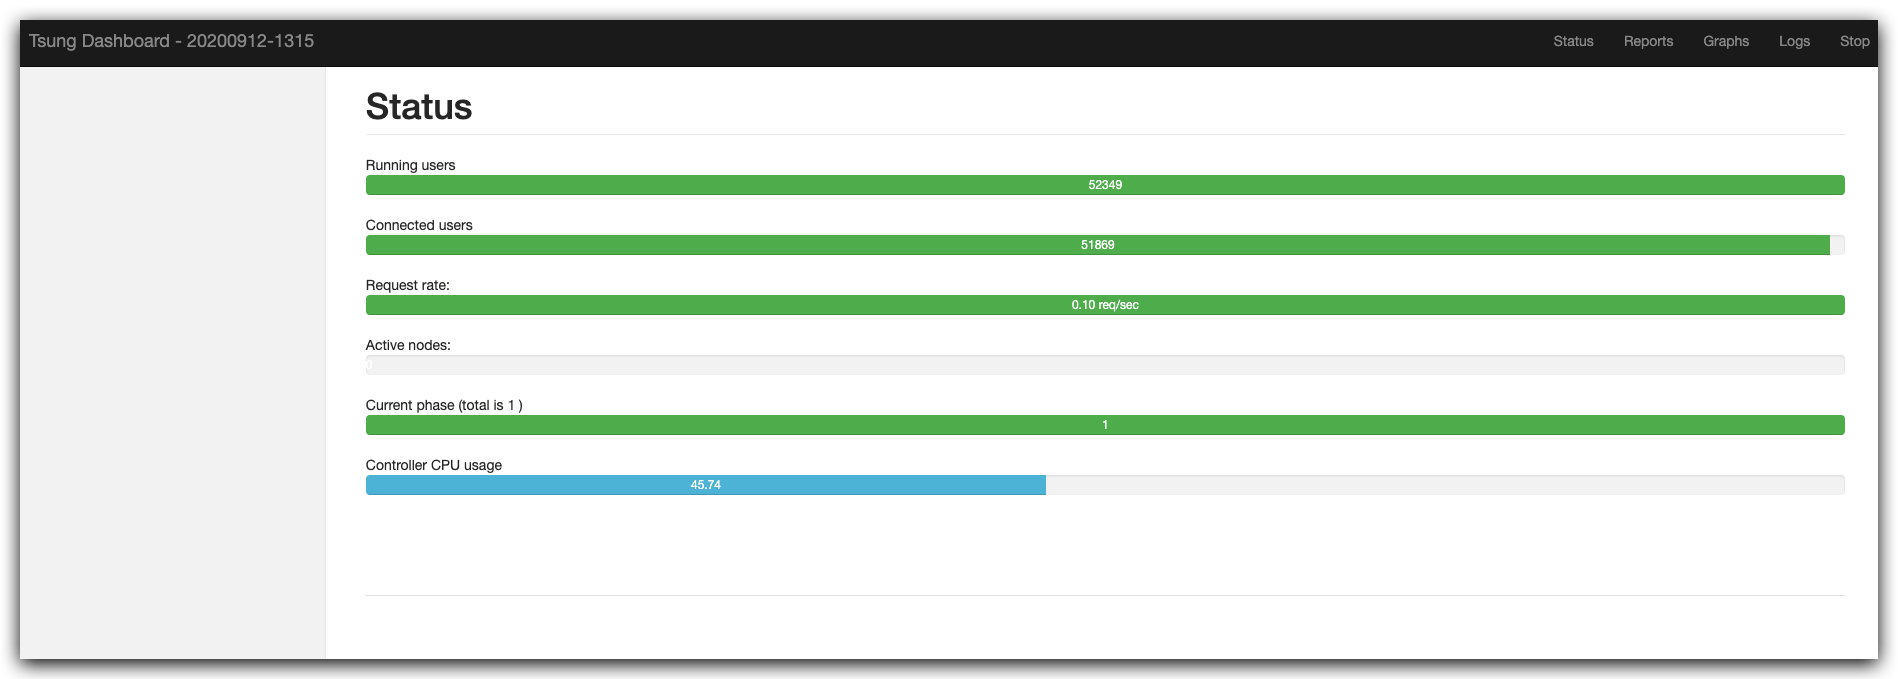 Tsung Dashboard - 20200912-1315
Status Reports Graphs Logs Stop
Status
Running users
52349
Connected users
51869
Request rate:
0.10 req/sec
Active nodes:
Current phase (total is 1 )
1
Controller CPU usage
45.74